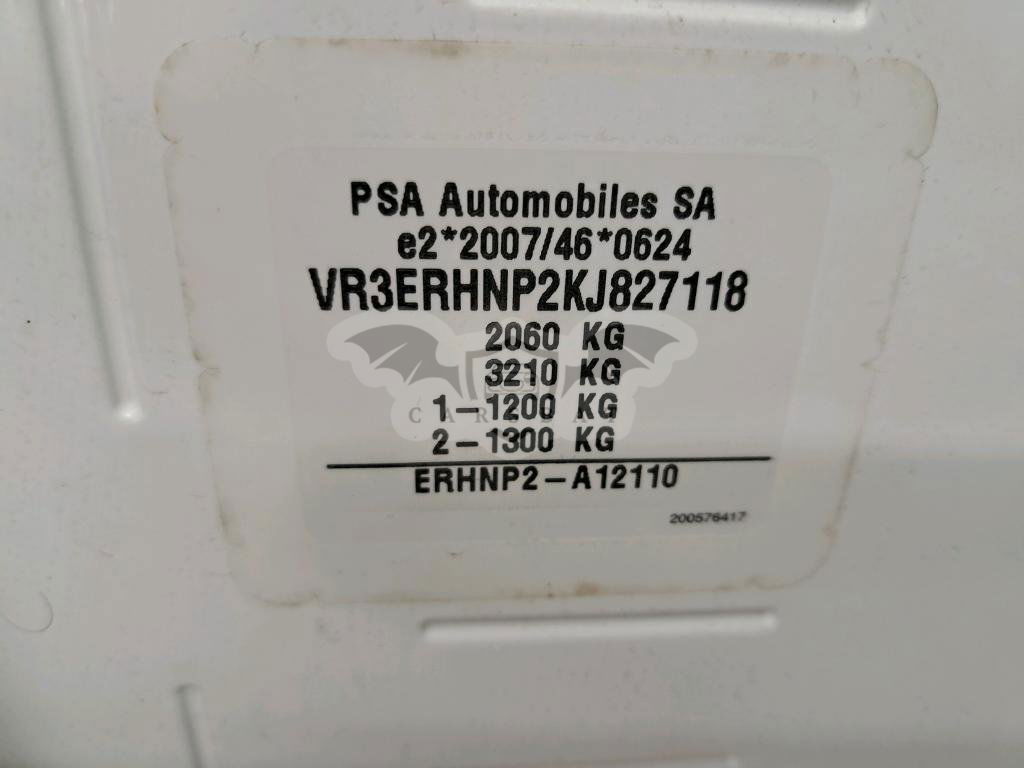 PSA Automobiles SA
e2*2007/46*0624
VR3ERHNP2KJ827118
2060 KG
3210 KG
1-1200 KG
2-1300 KG
ERHNP2-A12110
200576417